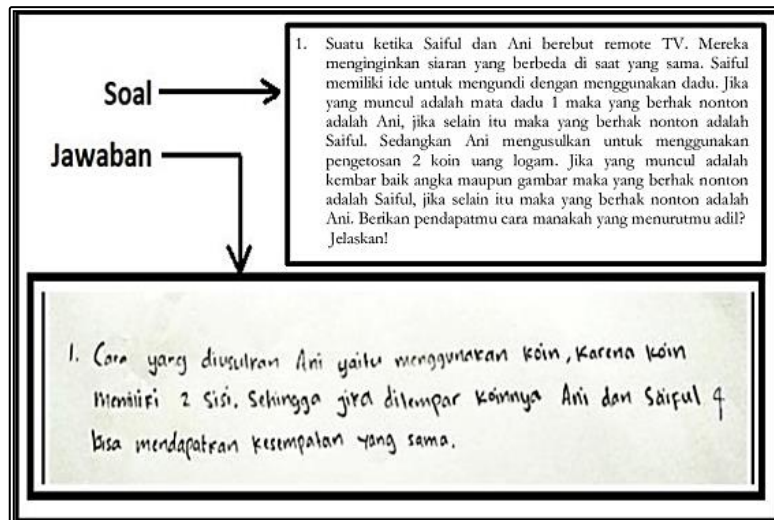 Soal
1. Suatu ketika Saiful dan Ani berebut remote TV. Mereka
menginginkan siaran yang berbeda di saat yang sama. Saiful
memiliki ide untuk mengundi dengan menggunakan dadu. Jika
yang muncul adalah mata dadu 1 maka yang berhak nonton
adalah Ani, jika selain itu maka yang berhak nonton adalah
Saiful. Sedangkan Ani mengusulkan untuk menggunakan
pengetosan 2 koin uang logam. Jika yang muncul adalah
kembar baik angka maupun gambar maka yang berhak nonton
adalah Saiful, jika selain itu maka yang berhak nonton adalah
Ani. Berikan pendapatmu cara manakah yang menurutmu adil?
Jelaskan!
Jawaban
1. Cara yang diusulkan Ani yaitu menggunakan koin, karena koin
memiliki 2 sisi. Sehingga jika dilempar koinnya Ani dan Saiful
bisa mendapatkan kesempatan yang sama.